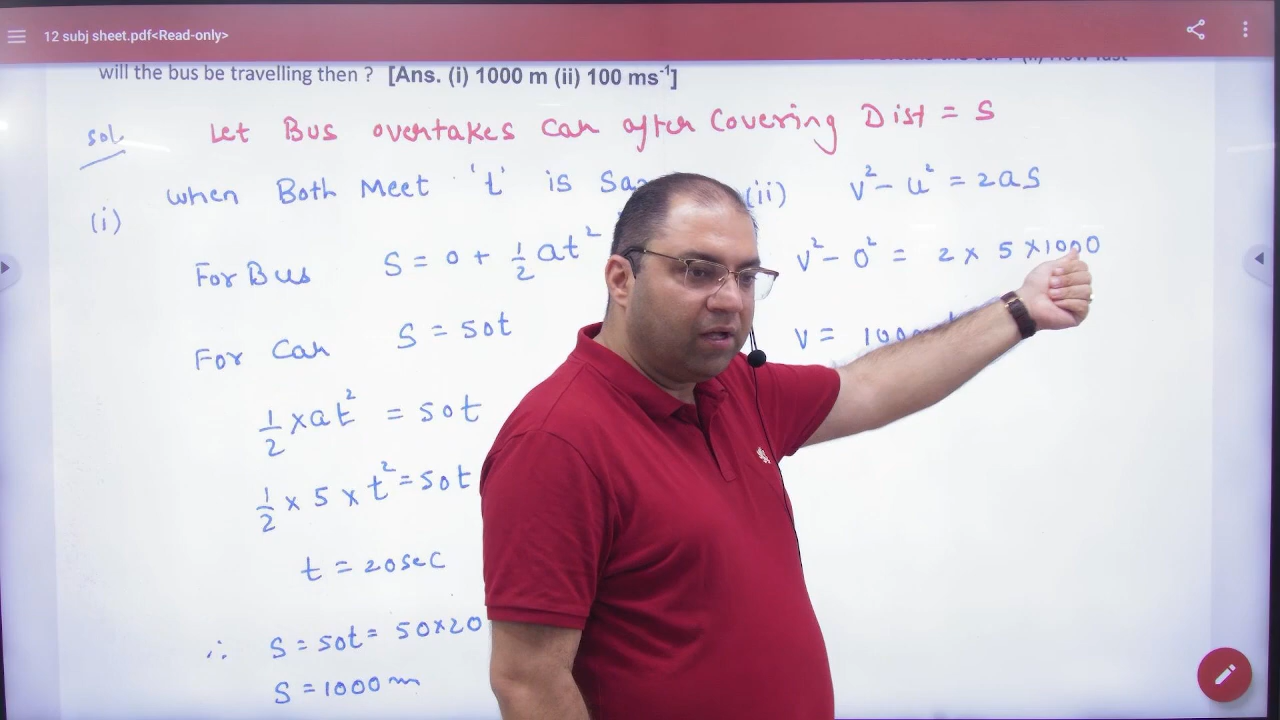 12 subj sheet.pdf<Read-only>
will the bus be travelling then ? [Ans. (i) 1000 m (ii) 100 ms⁻¹]
Sol. Let Bus overtakes Car after Covering Dist = S
(i) When Both Meet 't' is
For Bus S = 0 + 1/2 at²
For Car S = 50t
1/2 × at² = 50t
1/2 × 5 × t² = 50t
t = 20sec
∴ S = 50t = 50×20
S = 1000 m
(ii) v² - u² = 2as
v² - 0² = 2 × 5 × 1000
v = 100